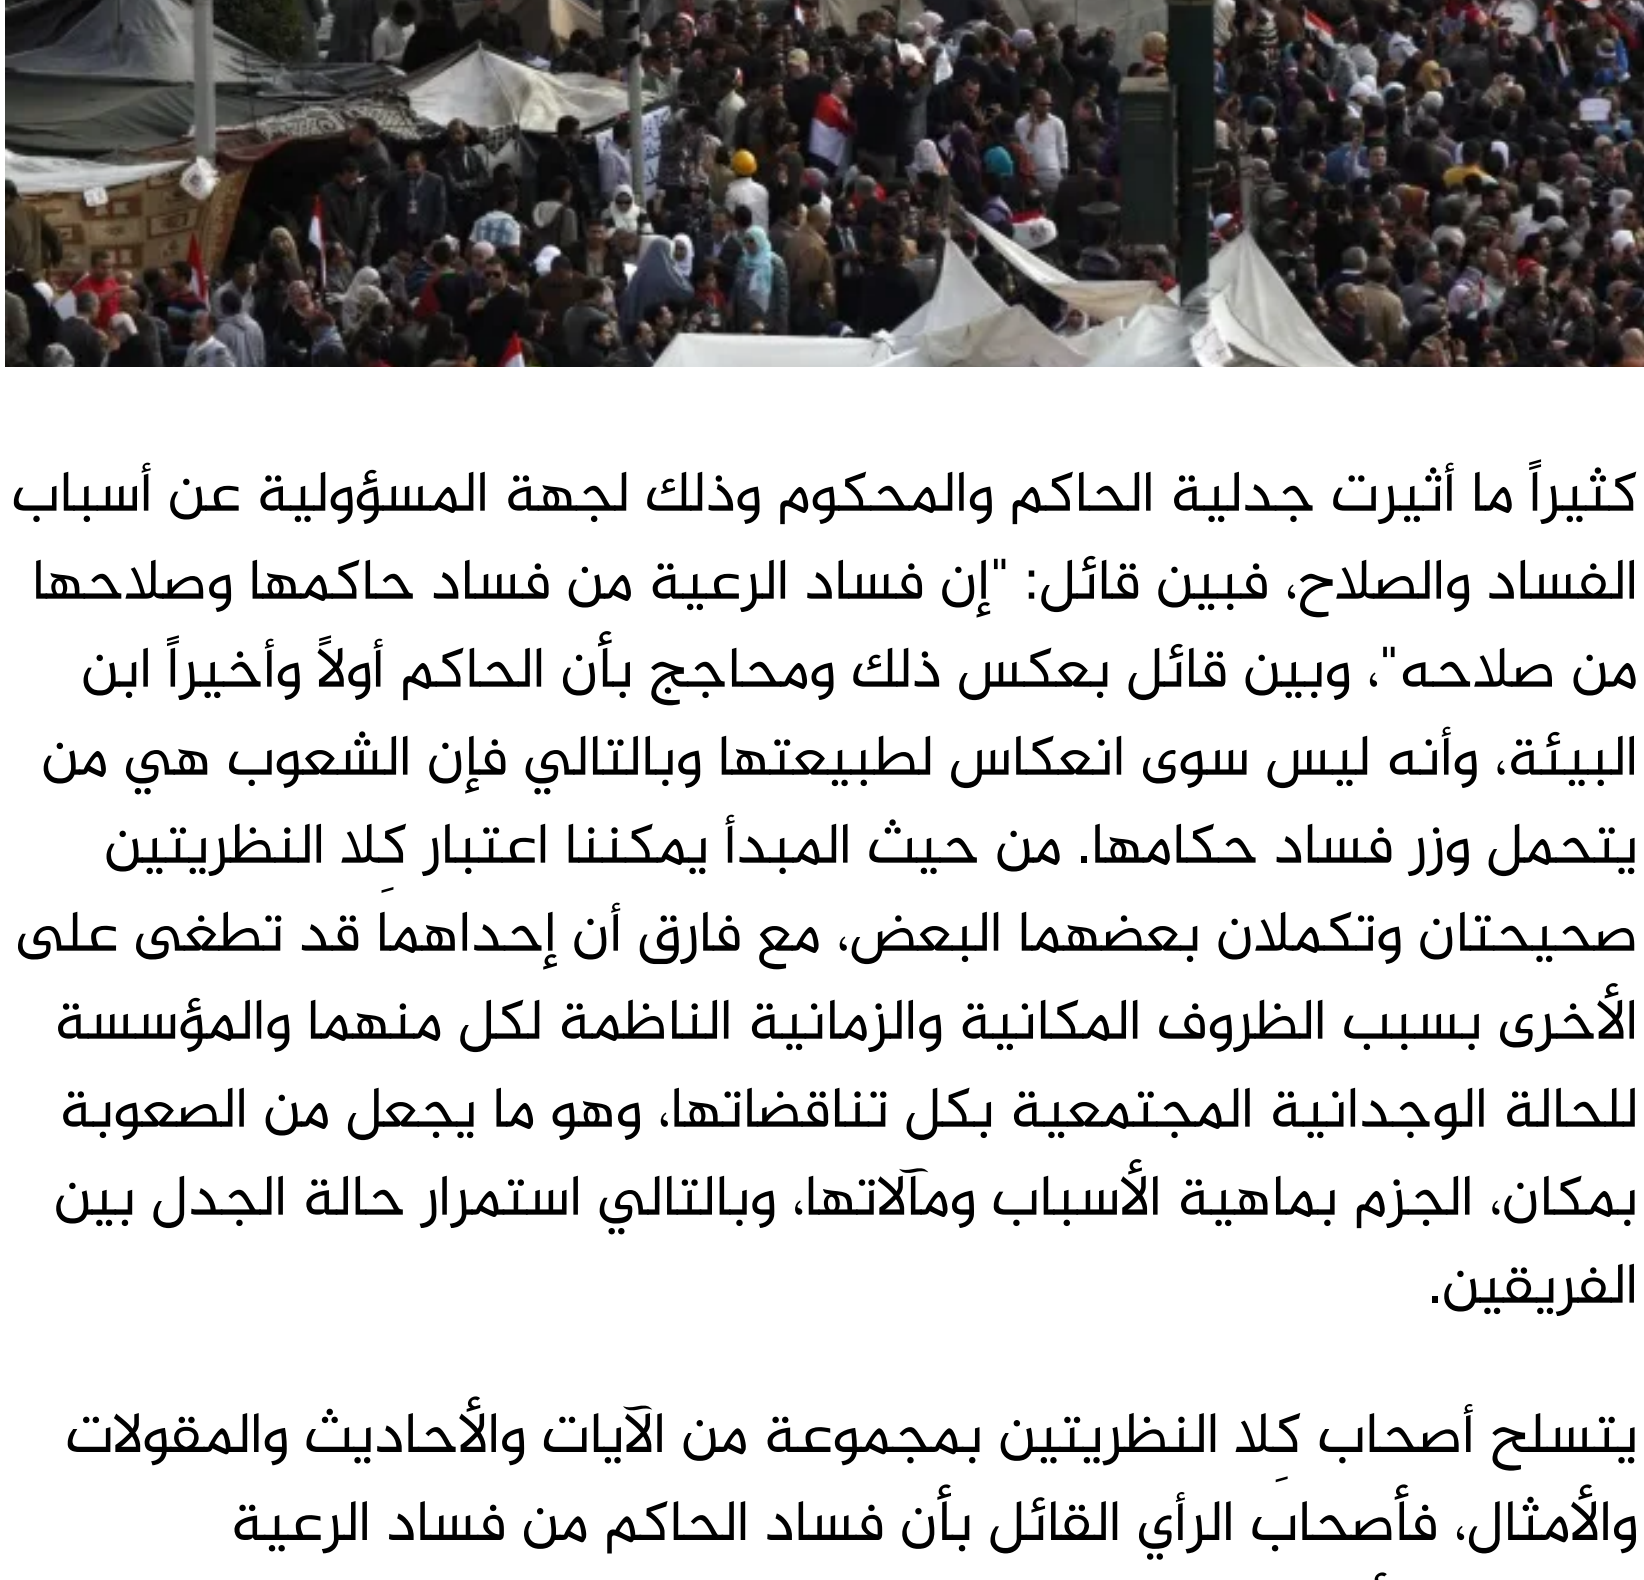 كثيراً ما أثيرت جدلية الحاكم والمحكوم وذلك لجهة المسؤولية عن أسباب
الفساد والصلاح، فبين قائل: "إن فساد الرعية من فساد حاكمها وصلاحها
من صلاحه"، وبين قائل بعكس ذلك ومحاجج بأن الحاكم أولاً وأخيراً ابن
البيئة، وأنه ليس سوى انعكاس لطبيعتها وبالتالي فإن الشعوب هي من
يتحمل وزر فساد حكامها. من حيث المبدأ يمكننا اعتبار كِلا النظريتين
صحيحتان وتكملان بعضهما البعض، مع فارق أن إحداهما قد تطغى على
الأخرى بسبب الظروف المكانية والزمانية الناظمة لكل منهما والمؤسسة
للحالة الوجدانية المجتمعية بكل تناقضاتها، وهو ما يجعل من الصعوبة
بمكان، الجزم بماهية الأسباب ومآلاتها، وبالتالي استمرار حالة الجدل بين
الفريقين.
يتسلح أصحاب كِلا النظريتين بمجموعة من الآيات والأحاديث والمقولات
والأمثال، فأصحاب الرأي القائل بأن فساد الحاكم من فساد الرعية